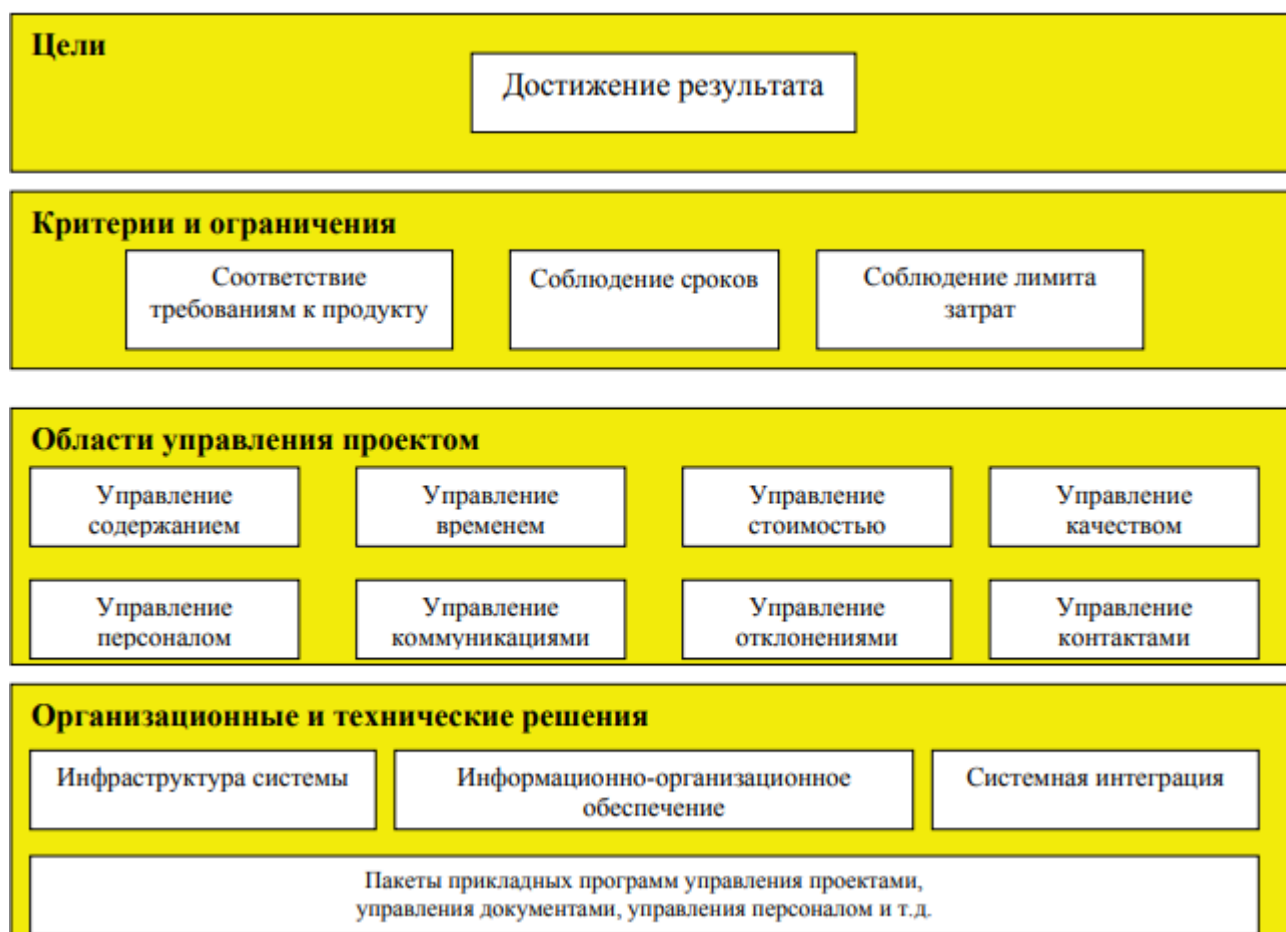 Цели
Достижение результата
Критерии и ограничения
Соответствие
требованиям к продукту
Соблюдение сроков
Соблюдение лимита
затрат
Области управления проектом
Управление
содержанием
Управление
временем
Управление
стоимостью
Управление
качеством
Управление
персоналом
Управление
коммуникациями
Управление
отклонениями
Управление
контактами
Организационные и технические решения
Инфраструктура системы
Информационно-организационное
обеспечение
Системная интеграция
Пакеты прикладных программ управления проектами,
управления документами, управления персоналом и т.д.